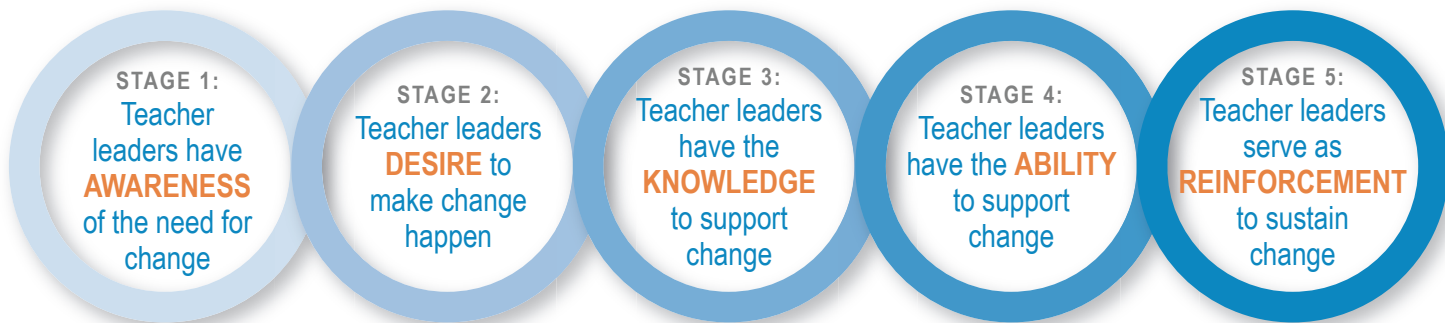 STAGE 1:
Teacher
leaders have
AWARENESS
of the need for
change
STAGE 2:
Teacher leaders
DESIRE to
make change
happen
STAGE 3:
Teacher leaders
have the
KNOWLEDGE
to support
change
STAGE 4:
Teacher leaders
have the ABILITY
to support
change
STAGE 5:
Teacher leaders
serve as
REINFORCEMENT
to sustain
change